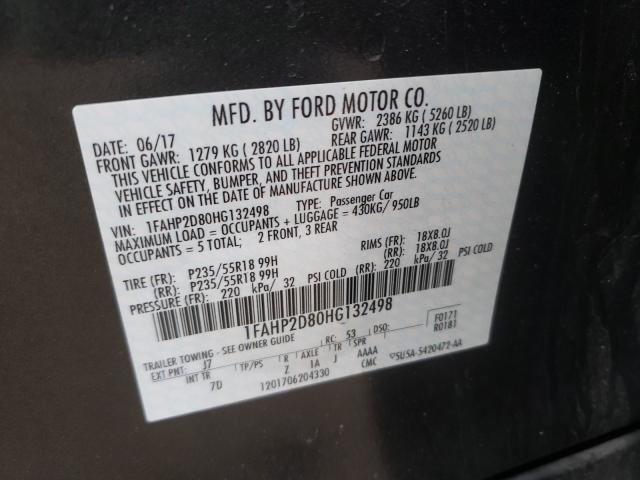 MFD. BY FORD MOTOR CO.
DATE: 06/17 GVWR: 2386 KG ( 5260 LB)
FRONT GAWR: 1279 KG ( 2820 LB) REAR GAWR: 1143 KG ( 2520 LB)
THIS VEHICLE CONFORMS TO ALL APPLICABLE FEDERAL MOTOR
VEHICLE SAFETY, BUMPER, AND THEFT PREVENTION STANDARDS
IN EFFECT ON THE DATE OF MANUFACTURE SHOWN ABOVE.
VIN: 1FAHP2D80HG132498 TYPE: Passenger Car
MAXIMUM LOAD = OCCUPANTS + LUGGAGE = 430KG/ 950LB
OCCUPANTS = 5 TOTAL; 2 FRONT, 3 REAR
TIRE (FR): P235/55R18 99H RIMS (FR): 18X8.0J
(RR): P235/55R18 99H (RR): 18X8.0J
PRESSURE (FR): 220 kPa/ 32 PSI COLD (RR): 220 kPa/ 32 PSI COLD
1FAHP2D80HG132498
F0171
R0181
TRAILER TOWING - SEE OWNER GUIDE RC: 53 DSO:
EXT PNT: J7 TP/PS R AXLE TR SPR
INT TR Z 1A J AAAA
7D CMC
1201706204330 5U5A-5420472-AA